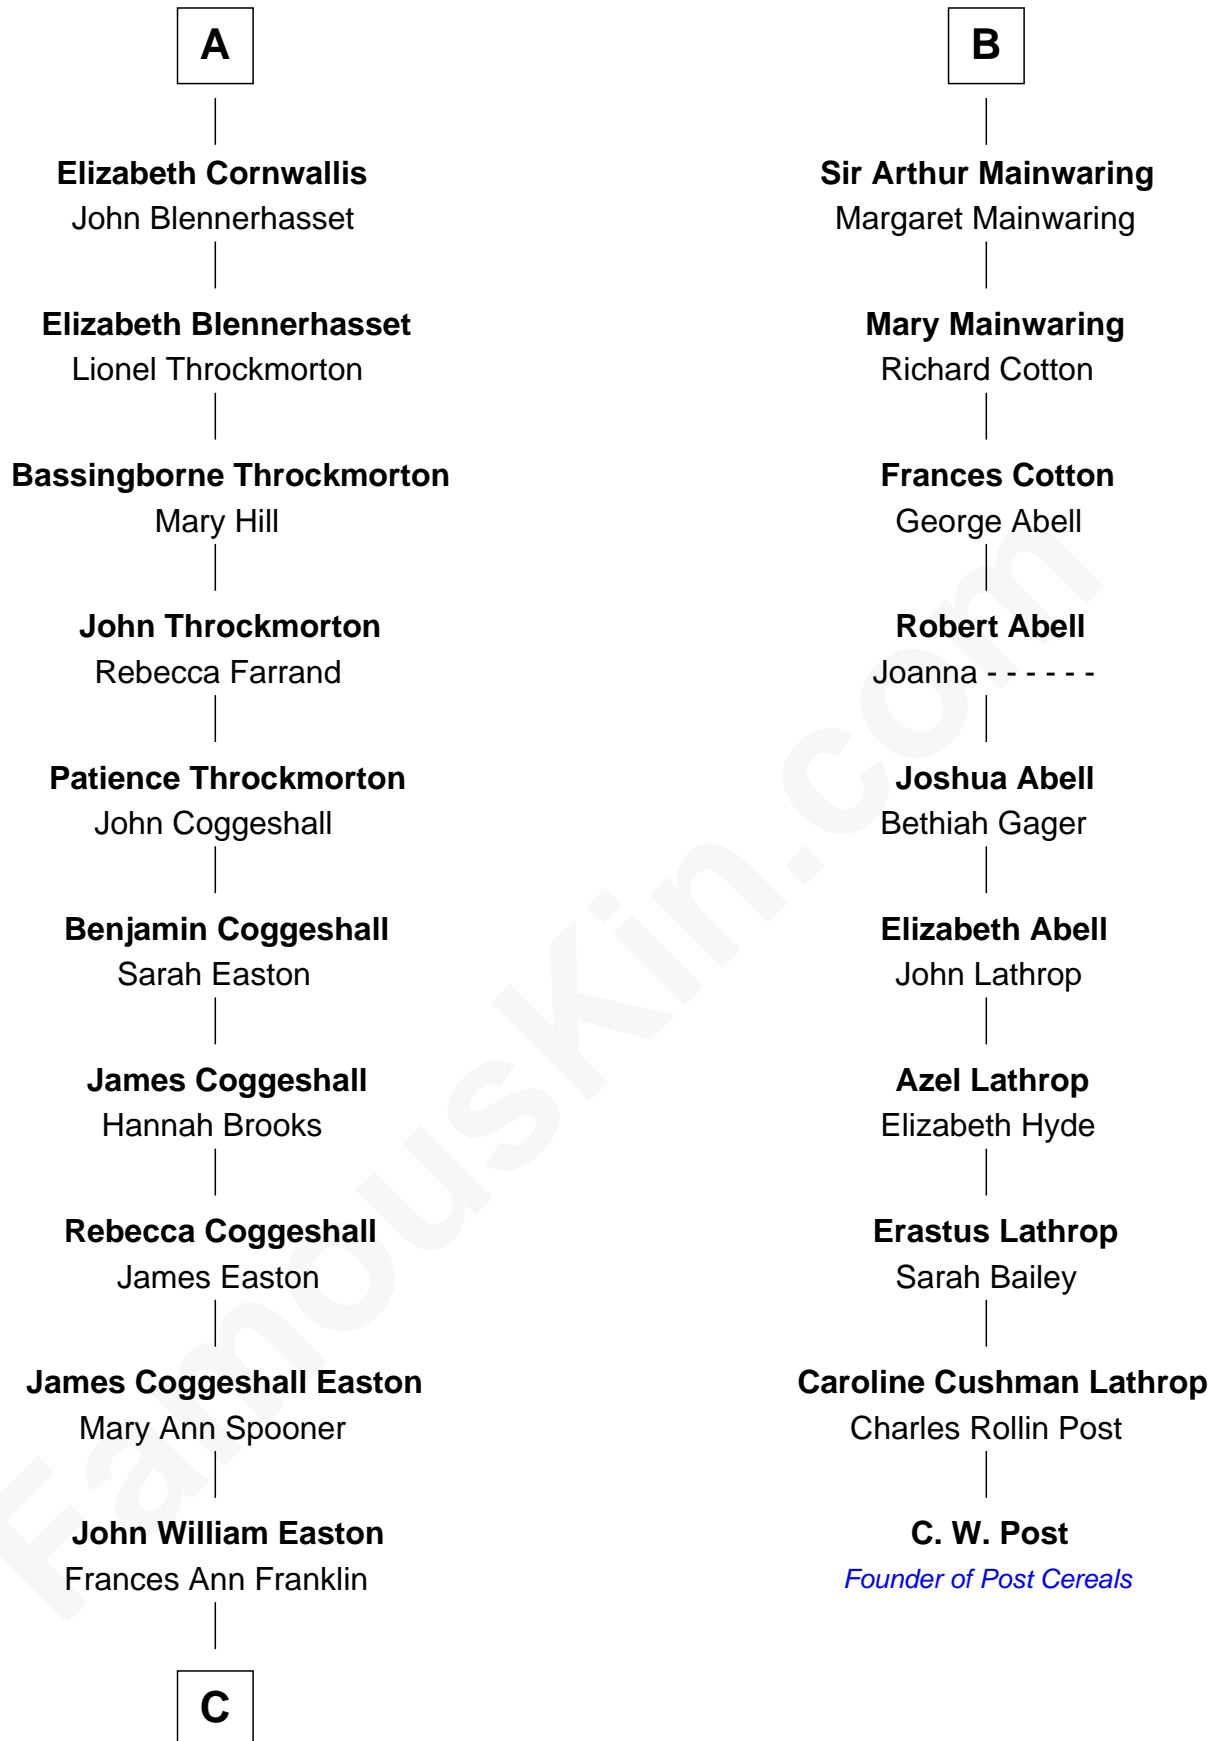 A
Elizabeth Cornwallis
John Blennerhasset
Elizabeth Blennerhasset
Lionel Throckmorton
Bassingborne Throckmorton
Mary Hill
John Throckmorton
Rebecca Farrand
Patience Throckmorton
John Coggeshall
Benjamin Coggeshall
Sarah Easton
James Coggeshall
Hannah Brooks
Rebecca Coggeshall
James Easton
James Coggeshall Easton
Mary Ann Spooner
John William Easton
Frances Ann Franklin
C
B
Sir Arthur Mainwaring
Margaret Mainwaring
Mary Mainwaring
Richard Cotton
Frances Cotton
George Abell
Robert Abell
Joanna - - - - - -
Joshua Abell
Bethiah Gager
Elizabeth Abell
John Lathrop
Azel Lathrop
Elizabeth Hyde
Erastus Lathrop
Sarah Bailey
Caroline Cushman Lathrop
Charles Rollin Post
C. W. Post
Founder of Post Cereals
FamousKin.com